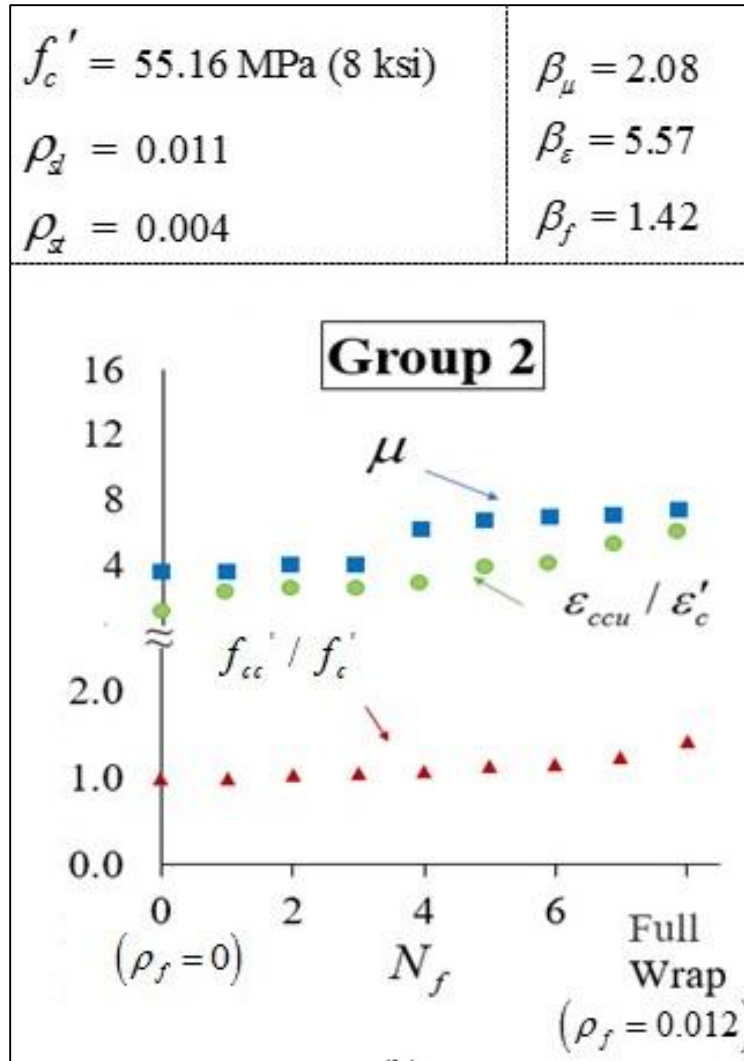 f_c' = 55.16 MPa (8 ksi)
ρ_sl = 0.011
ρ_st = 0.004
β_μ = 2.08
β_ε = 5.57
β_f = 1.42
Group 2
16
12
8
4
2.0
1.0
0.0
μ
ε_ccu / ε'_c
f_cc' / f_c'
0 2 4 6 Full
Wrap
(ρ_f = 0) N_f (ρ_f = 0.012)